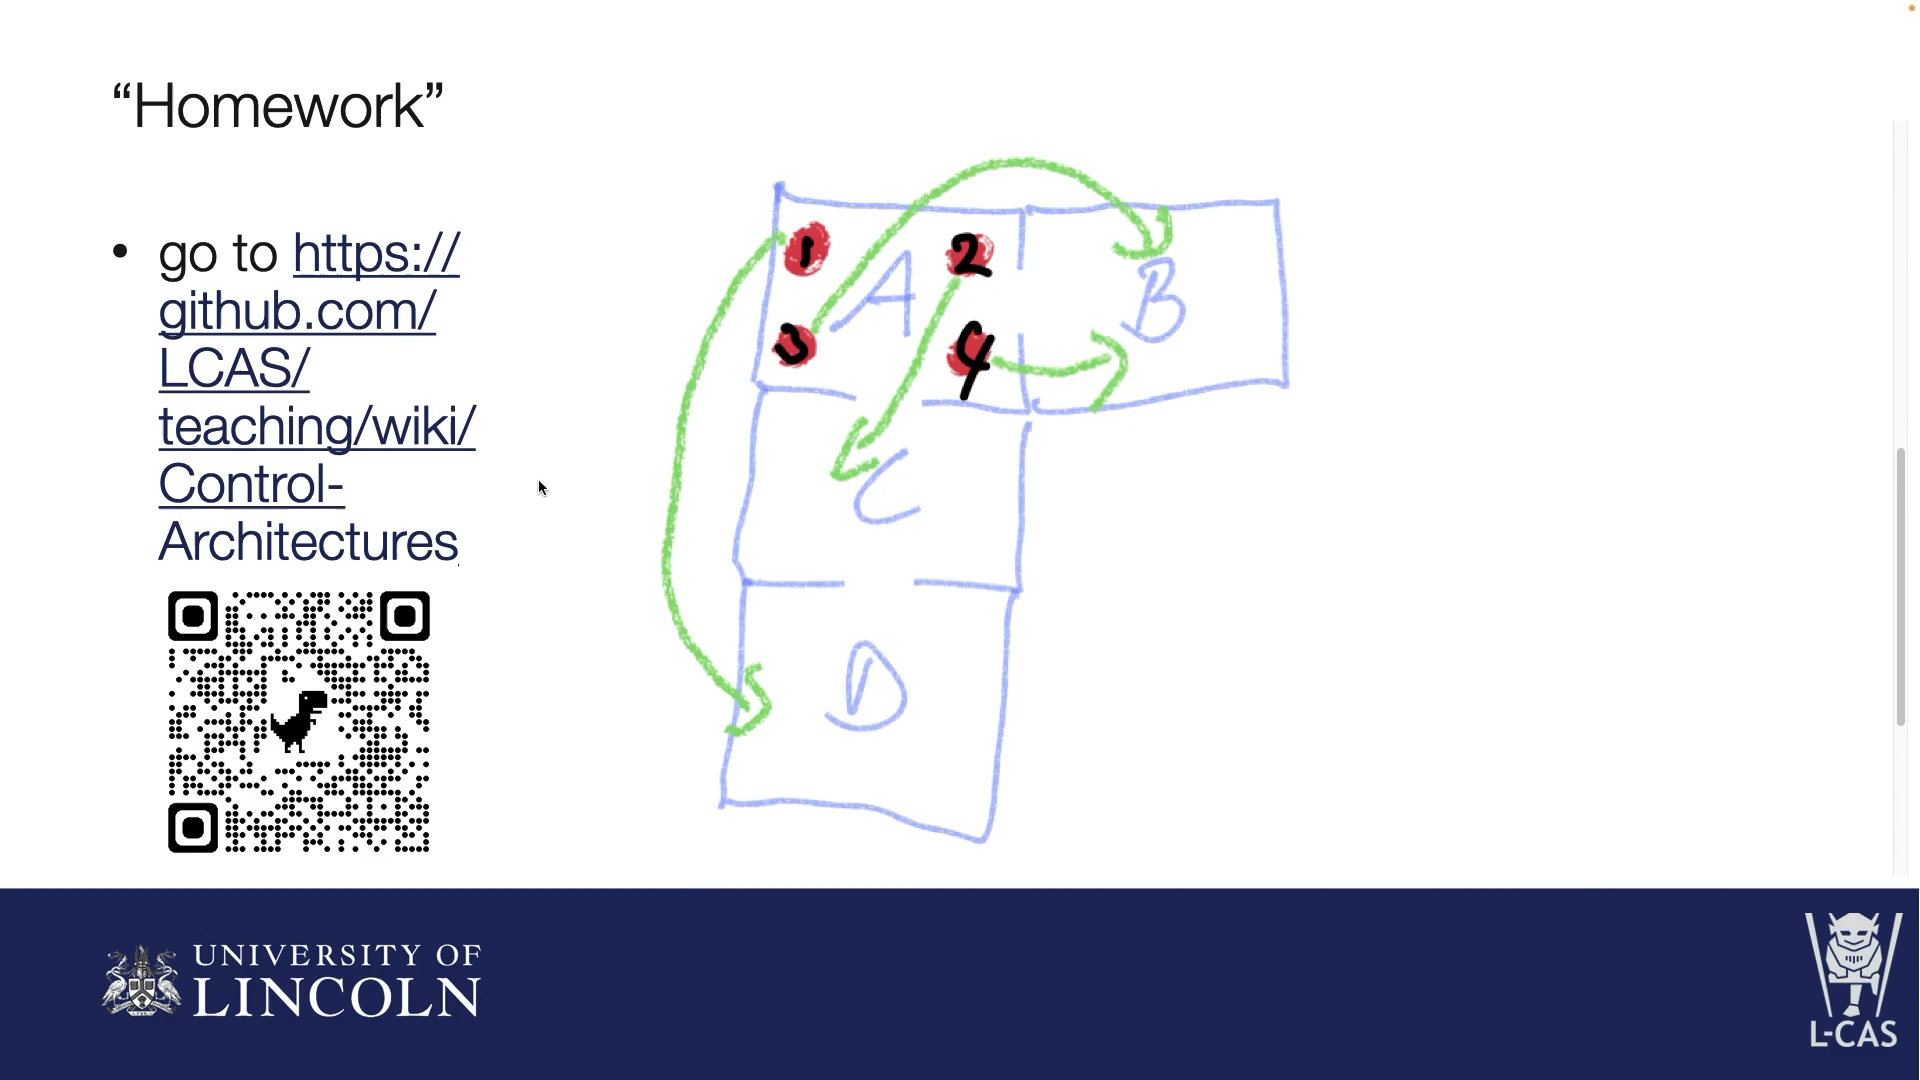 “Homework”
• go to https://
github.com/
LCAS/
teaching/wiki/
Control-
Architectures
1
2
A
B
3
4
C
D
UNIVERSITY OF
LINCOLN
L-CAS